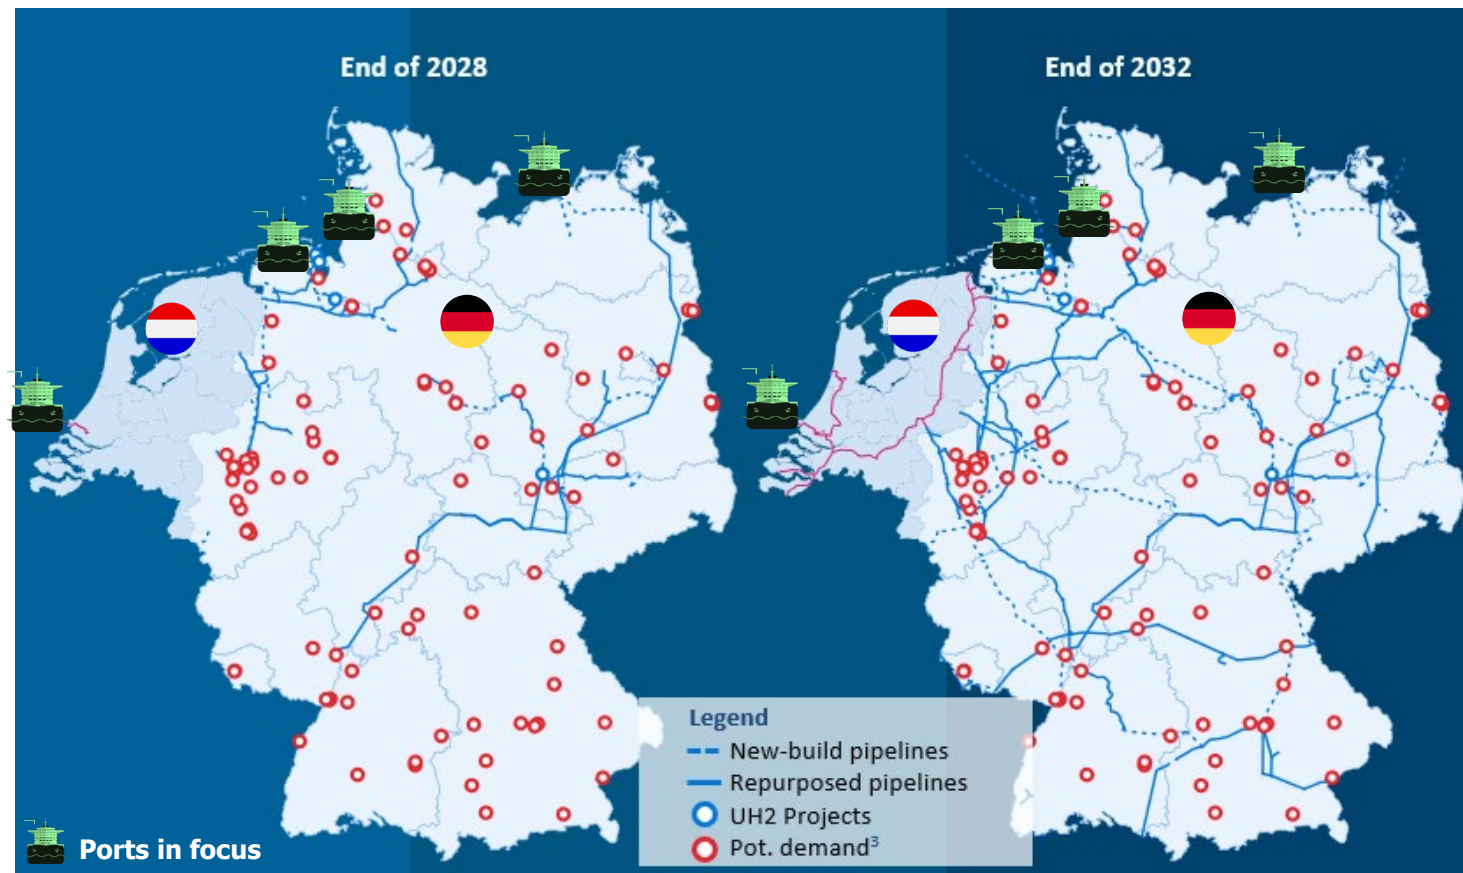 End of 2028
End of 2032
Legend
New-build pipelines
Repurposed pipelines
UH2 Projects
Pot. demand³
Ports in focus